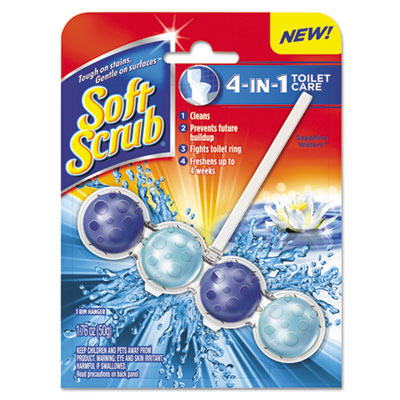 NEW!
Tough on stains,
Gentle on surfaces–
Soft
Scrub
®
4-IN-1 TOILET
CARE
1 Cleans
2 Prevents future
buildup
3 Fights toilet ring
4 Freshens up to
4 weeks
Sapphire
Waters
1 RIM HANGER
1.76 oz (50g)
KEEP CHILDREN AND PETS AWAY FROM
PRODUCT. WARNING: EYE AND SKIN IRRITANT.
HARMFUL IF SWALLOWED.
Read precautions on back panel